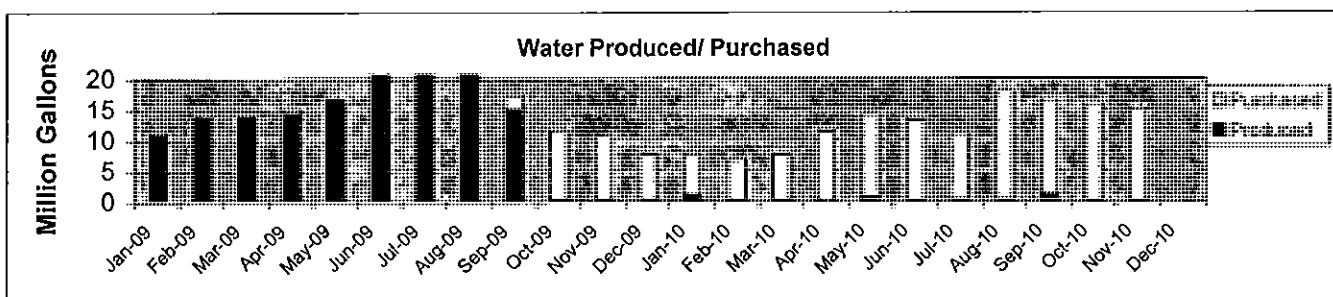 Water Produced/ Purchased
Million Gallons
20
15
10
5
0
Purchased
Produced
Jan-09
Feb-09
Mar-09
Apr-09
May-09
Jun-09
Jul-09
Aug-09
Sep-09
Oct-09
Nov-09
Dec-09
Jan-10
Feb-10
Mar-10
Apr-10
May-10
Jun-10
Jul-10
Aug-10
Sep-10
Oct-10
Nov-10
Dec-10